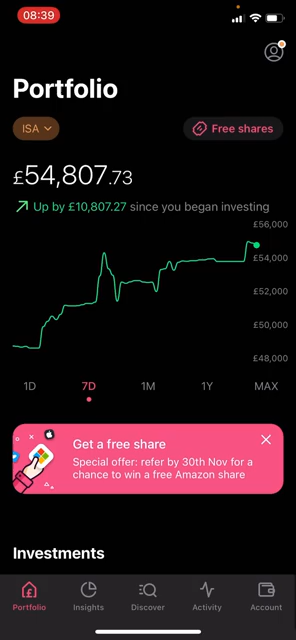 08:39
Portfolio
ISA
Free shares
£54,807.73
Up by £10,807.27 since you began investing
£56,000
£54,000
£52,000
£50,000
£48,000
1D 7D 1M 1Y MAX
Get a free share
Special offer: refer by 30th Nov for a
chance to win a free Amazon share
Investments
Portfolio Insights Discover Activity Account